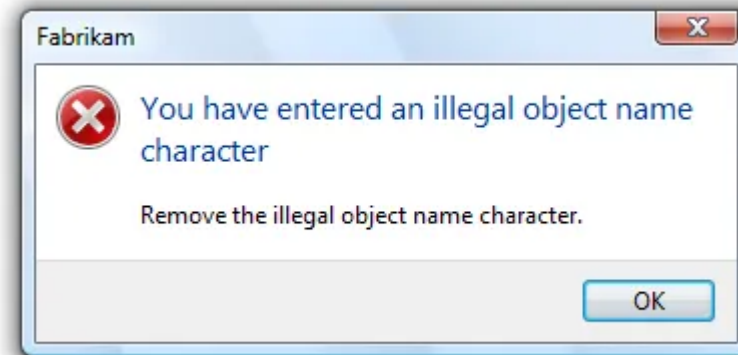 Fabrikam
You have entered an illegal object name
character
Remove the illegal object name character.
OK